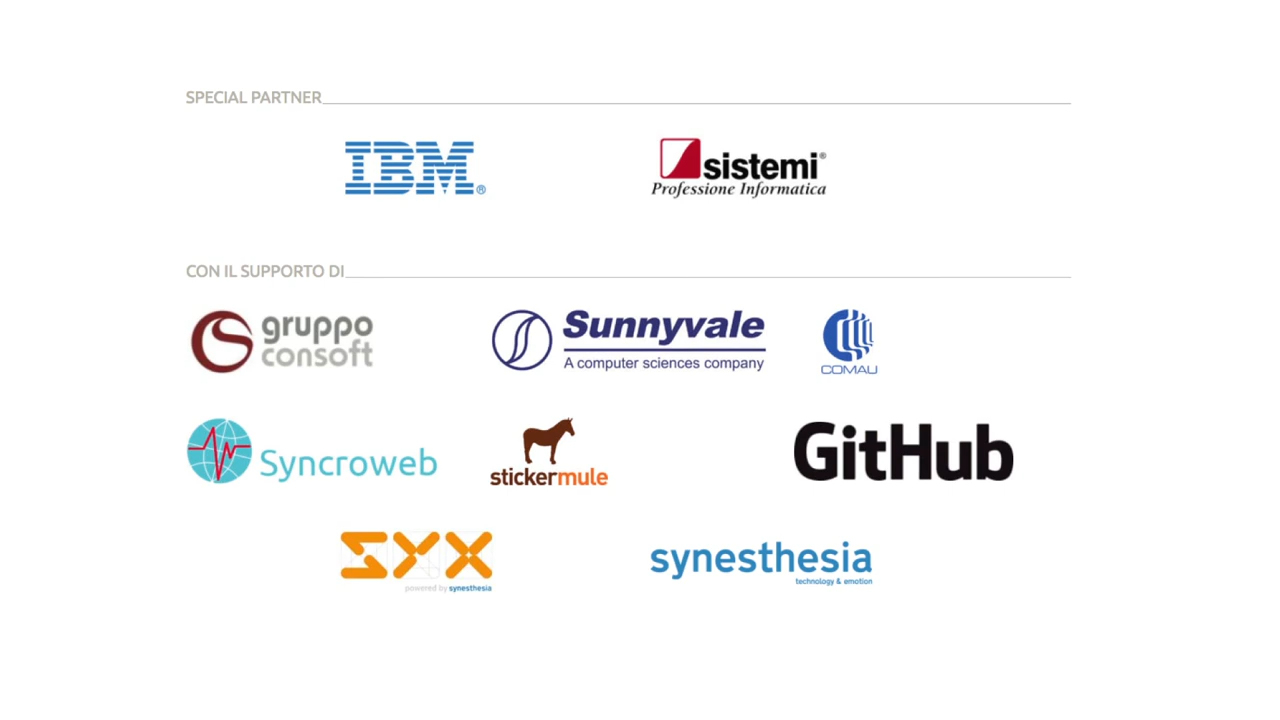 SPECIAL PARTNER
IBM®
sistemi®
Professione Informatica
CON IL SUPPORTO DI
gruppo
consoft
Sunnyvale
A computer sciences company
COMAU
Syncroweb
stickermule
GitHub
SYX
powered by synesthesia
synesthesia
technology & emotion